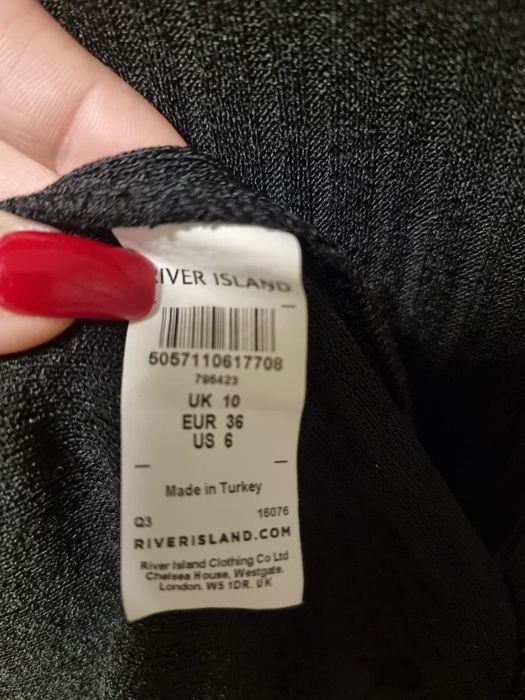 RIVER ISLAND
5057110617708
796423
UK 10
EUR 36
US 6
Made in Turkey
Q3 16076
RIVERISLAND.COM
River Island Clothing Co Ltd
Chelsea House, Westgate.
London. W5 1DR. UK